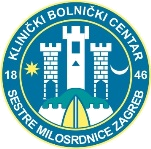 KLINIČKI BOLNIČKI CENTAR
18 46
SESTRE MILOSRDNICE ZAGREB